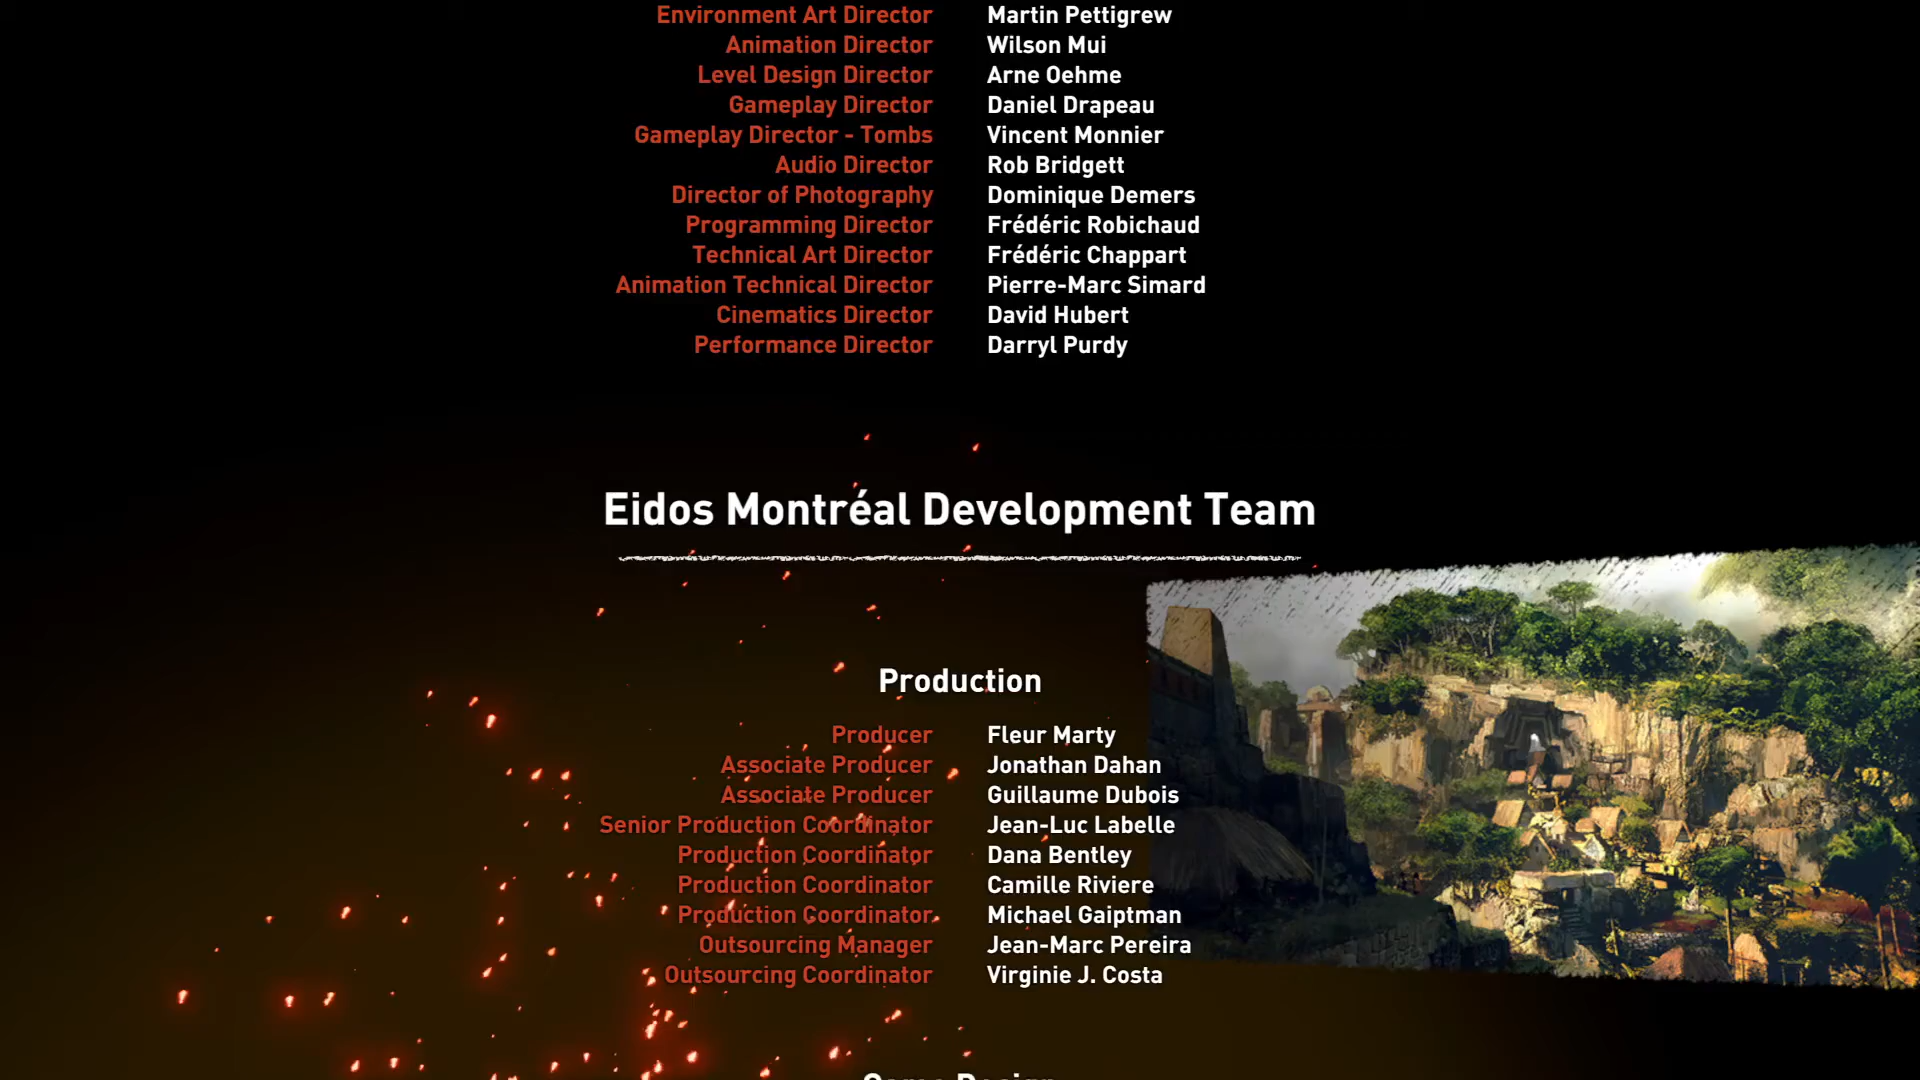 Environment Art Director Martin Pettigrew
Animation Director Wilson Mui
Level Design Director Arne Oehme
Gameplay Director Daniel Drapeau
Gameplay Director - Tombs Vincent Monnier
Audio Director Rob Bridgett
Director of Photography Dominique Demers
Programming Director Frédéric Robichaud
Technical Art Director Frédéric Chappart
Animation Technical Director Pierre-Marc Simard
Cinematics Director David Hubert
Performance Director Darryl Purdy
Eidos Montréal Development Team
Production
Producer Fleur Marty
Associate Producer Jonathan Dahan
Associate Producer Guillaume Dubois
Senior Production Coordinator Jean-Luc Labelle
Production Coordinator Dana Bentley
Production Coordinator Camille Riviere
Production Coordinator Michael Gaiptman
Outsourcing Manager Jean-Marc Pereira
Outsourcing Coordinator Virginie J. Costa
Game Design